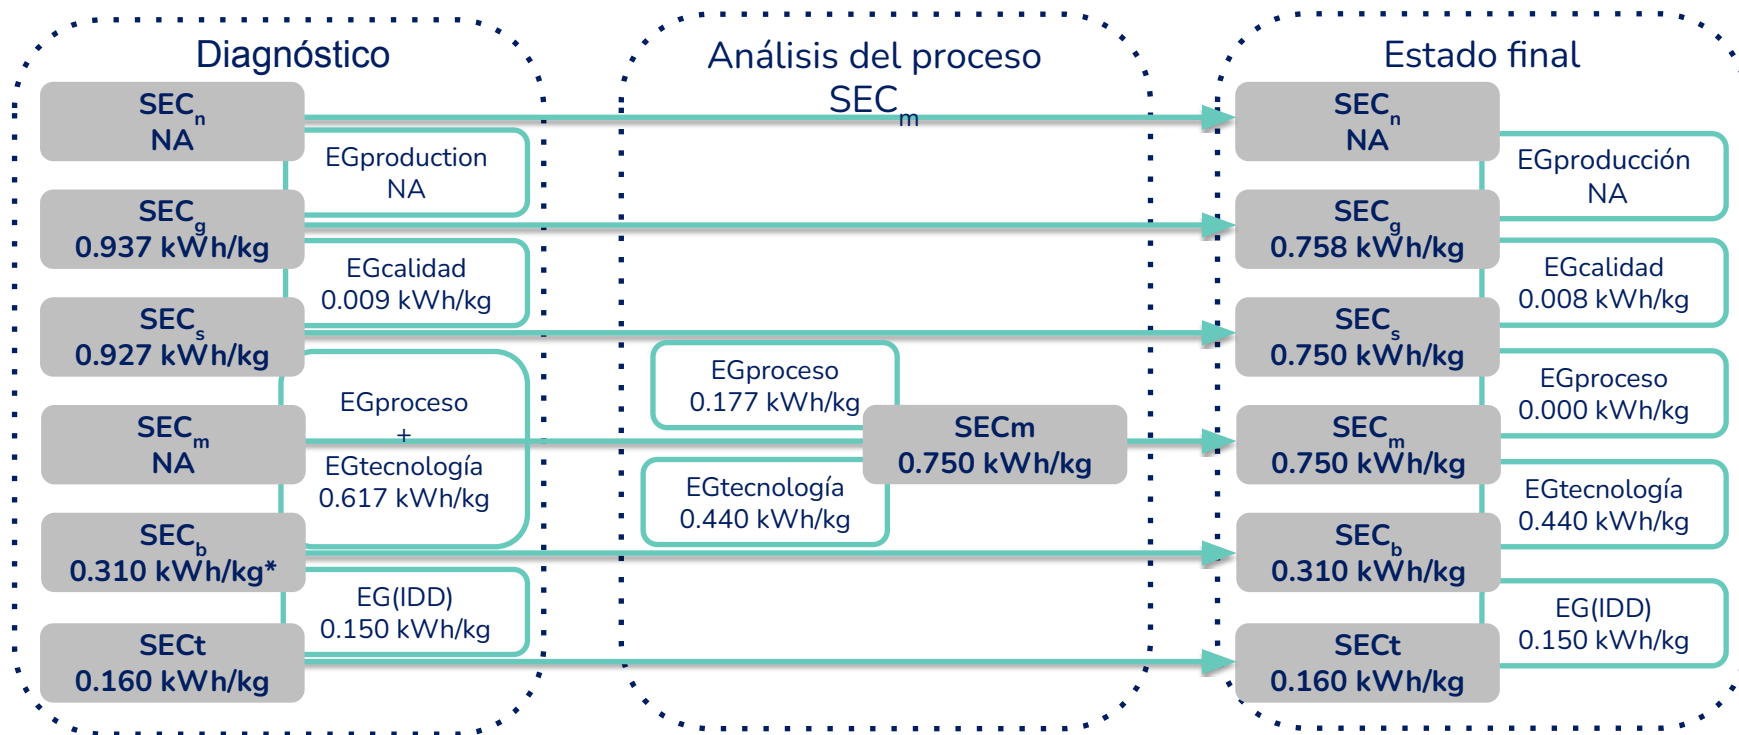 Diagnóstico
SECn
NA
EGproduction
NA
SECg
0.937 kWh/kg
EGcalidad
0.009 kWh/kg
SECs
0.927 kWh/kg
EGproceso
+
EGtecnología
0.617 kWh/kg
SECm
NA
SECb
0.310 kWh/kg*
EG(IDD)
0.150 kWh/kg
SECt
0.160 kWh/kg
Análisis del proceso
SECm
EGproceso
0.177 kWh/kg
SECm
0.750 kWh/kg
EGtecnología
0.440 kWh/kg
Estado final
SECn
NA
EGproducción
NA
SECg
0.758 kWh/kg
EGcalidad
0.008 kWh/kg
SECs
0.750 kWh/kg
EGproceso
0.000 kWh/kg
SECm
0.750 kWh/kg
EGtecnología
0.440 kWh/kg
SECb
0.310 kWh/kg
EG(IDD)
0.150 kWh/kg
SECt
0.160 kWh/kg